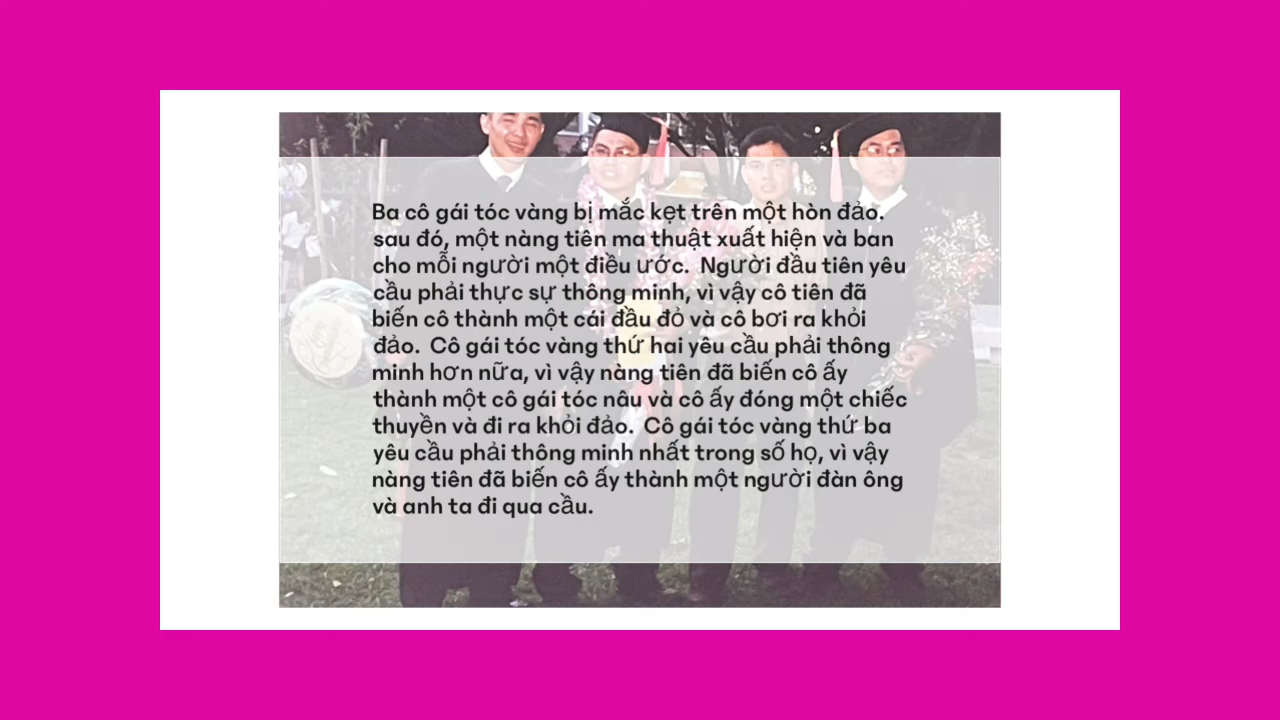 Ba cô gái tóc vàng bị mắc kẹt trên một hòn đảo.
sau đó, một nàng tiên ma thuật xuất hiện và ban
cho mỗi người một điều ước.  Người đầu tiên yêu
cầu phải thực sự thông minh, vì vậy cô tiên đã
biến cô thành một cái đầu đỏ và cô bơi ra khỏi
đảo.  Cô gái tóc vàng thứ hai yêu cầu phải thông
minh hơn nữa, vì vậy nàng tiên đã biến cô ấy
thành một cô gái tóc nâu và cô ấy đóng một chiếc
thuyền và đi ra khỏi đảo.  Cô gái tóc vàng thứ ba
yêu cầu phải thông minh nhất trong số họ, vì vậy
nàng tiên đã biến cô ấy thành một người đàn ông
và anh ta đi qua cầu.